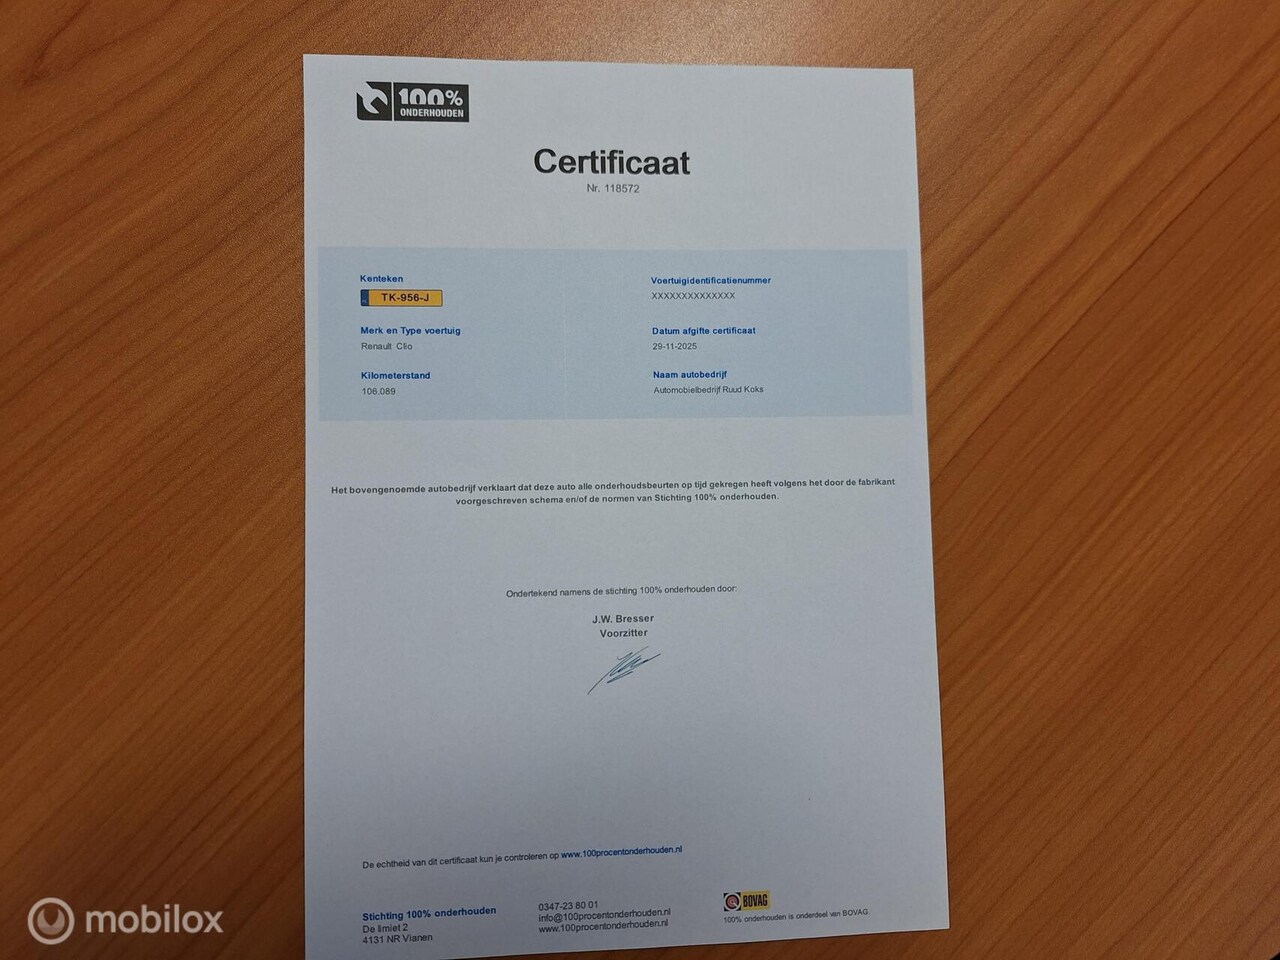 100%
ONDERHOUDEN
Certificaat
Nr. 118572
Kenteken
TK-956-J
Voertuigidentificatienummer
XXXXXXXXXXXXXX
Merk en Type voertuig
Renault Clio
Datum afgifte certificaat
29-11-2025
Kilometerstand
106.089
Naam autobedrijf
Automobielbedrijf Ruud Koks
Het bovengenoemde autobedrijf verklaart dat deze auto alle onderhoudsbeurten op tijd gekregen heeft volgens het door de fabrikant
voorgeschreven schema en/of de normen van Stichting 100% onderhouden.
Ondertekend namens de stichting 100% onderhouden door:
J.W. Bresser
Voorzitter
De echtheid van dit certificaat kun je controleren op www.100procentonderhouden.nl
Stichting 100% onderhouden
De limiet 2
4131 NR Vianen
0347-23 80 01
info@100procentonderhouden.nl
www.100procentonderhouden.nl
BOVAG
100% onderhouden is onderdeel van BOVAG.
mobilox